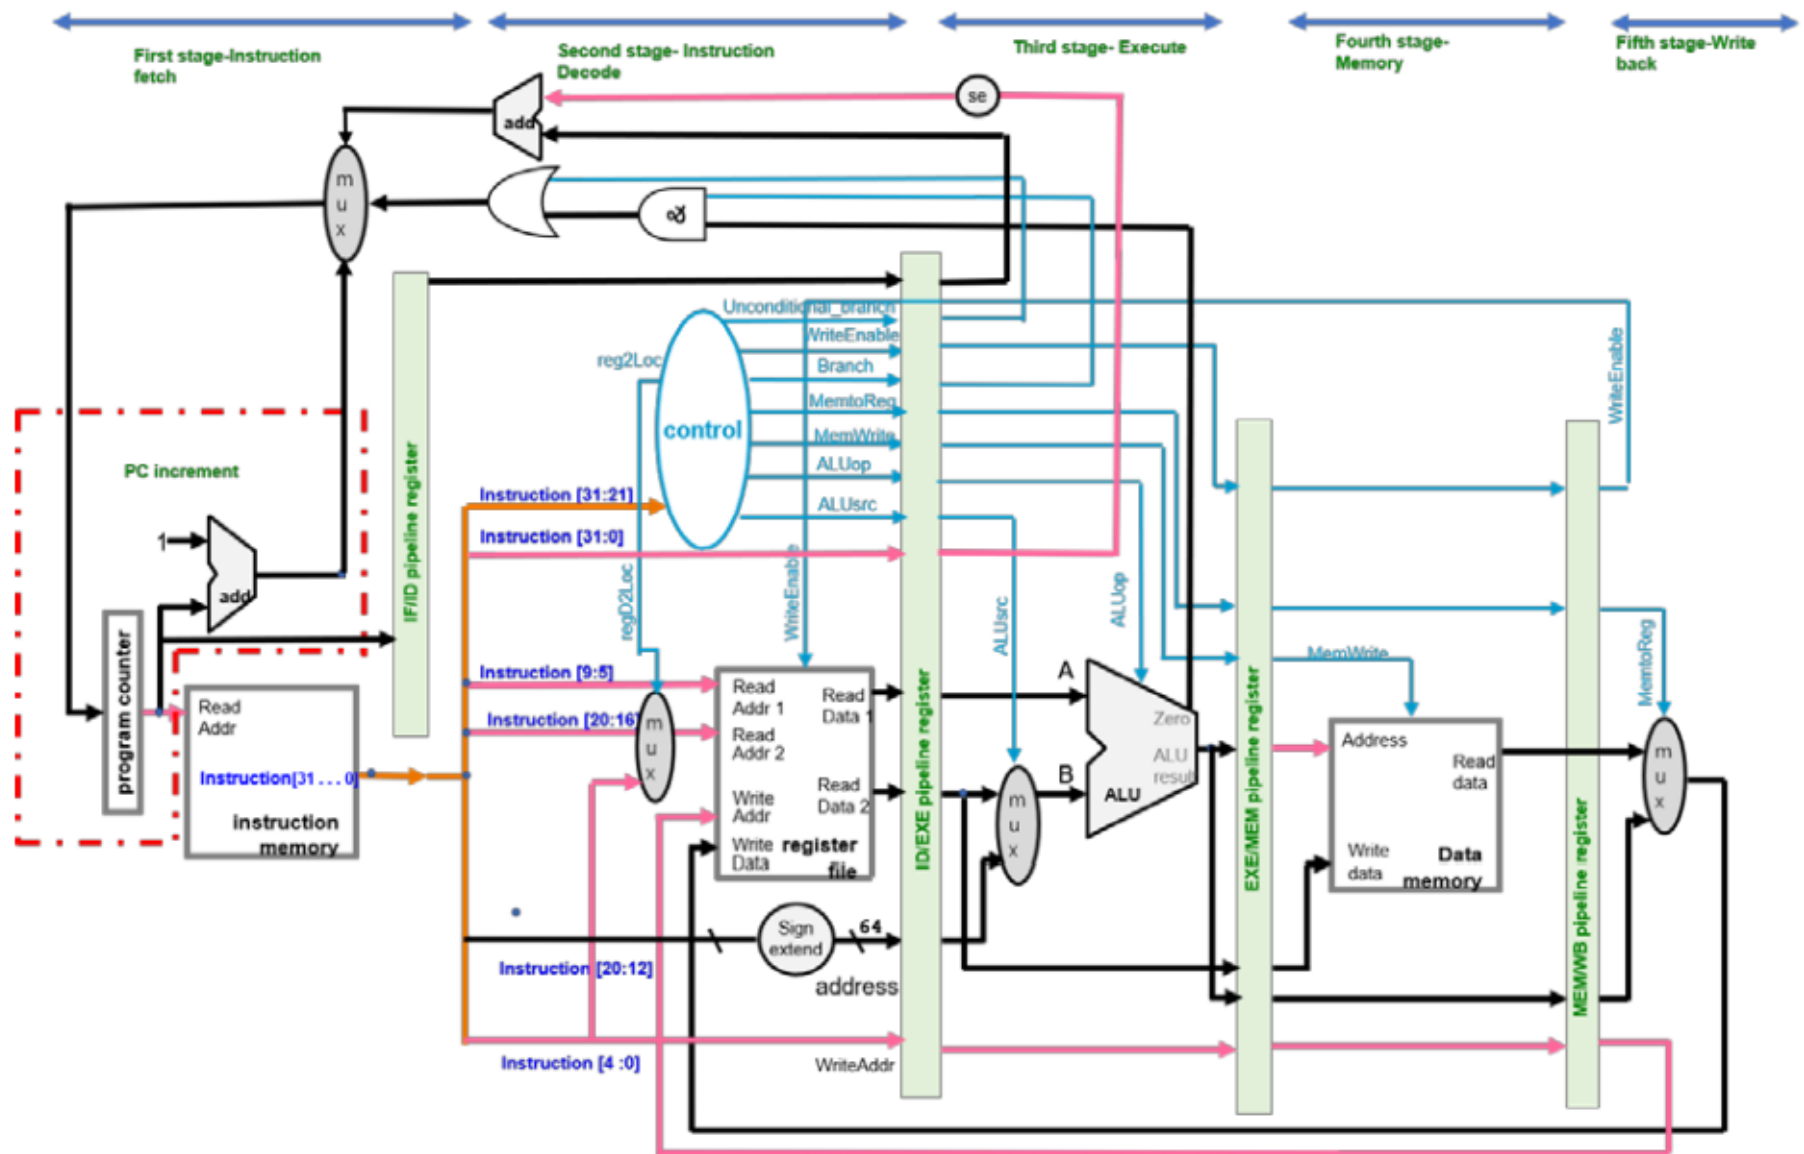 First stage-Instruction
fetch
Second stage- Instruction
Decode
Third stage- Execute
Fourth stage-
Memory
Fifth stage-Write
back
se
add
m
u
x
&
Unconditional_branch
WriteEnable
reg2Loc
Branch
MemtoReg
control
MemWrite
ALUop
ALUsrc
WriteEnable
PC increment
IF/ID pipeline register
Instruction [31:21]
Instruction [31:0]
1
add
regD2Loc
WriteEnable
ALUsrc
ALUop
program counter
Read
Addr
Instruction[31 . . . 0]
instruction
memory
Instruction [9:5]
Instruction [20:16]
m
u
x
Read
Addr 1
Read
Addr 2
Write
Addr
Write
Data
Read
Data 1
Read
Data 2
register
file
ID/EXE pipeline register
A
B
m
u
x
Zero
ALU
result
ALU
EXE/MEM pipeline register
MemWrite
Address
Read
data
Write
data
Data
memory
MEM/WB pipeline register
MemtoReg
m
u
x
Sign
extend
64
Instruction [20:12]
address
Instruction [4 :0]
WriteAddr